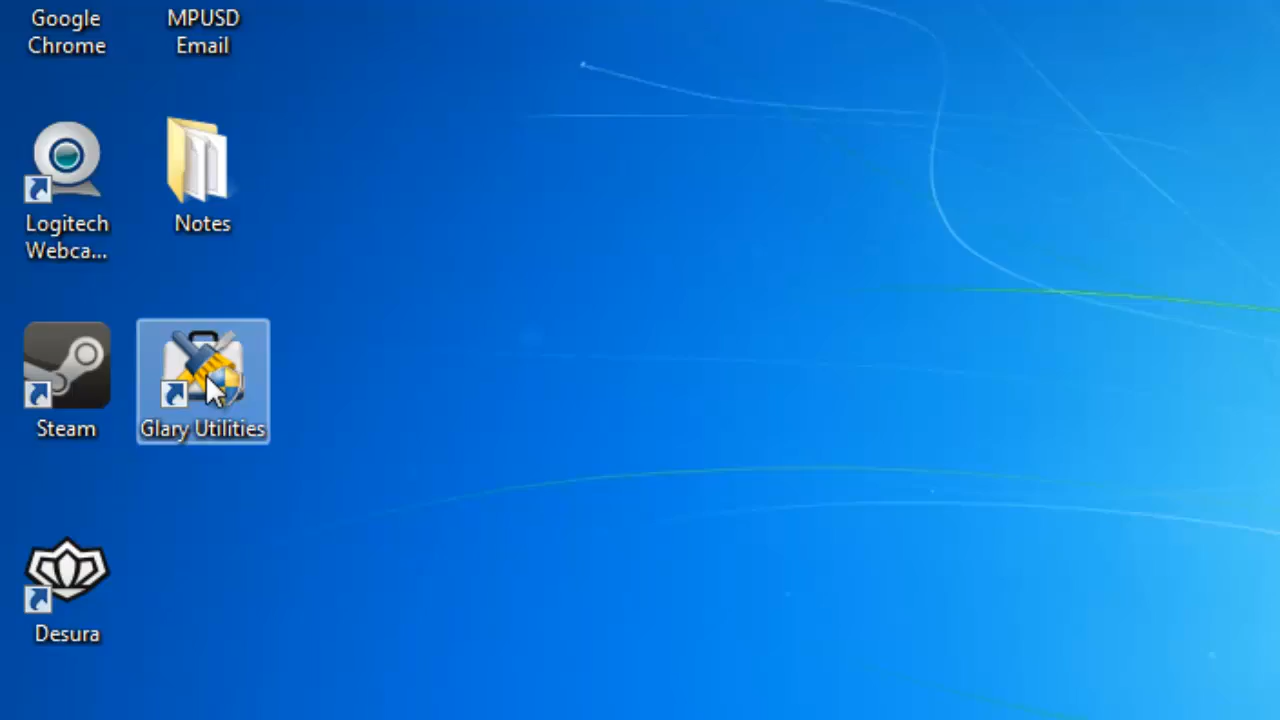 Google
Chrome
MPUSD
Email
Logitech
Webca...
Notes
Steam
Glary Utilities
Desura